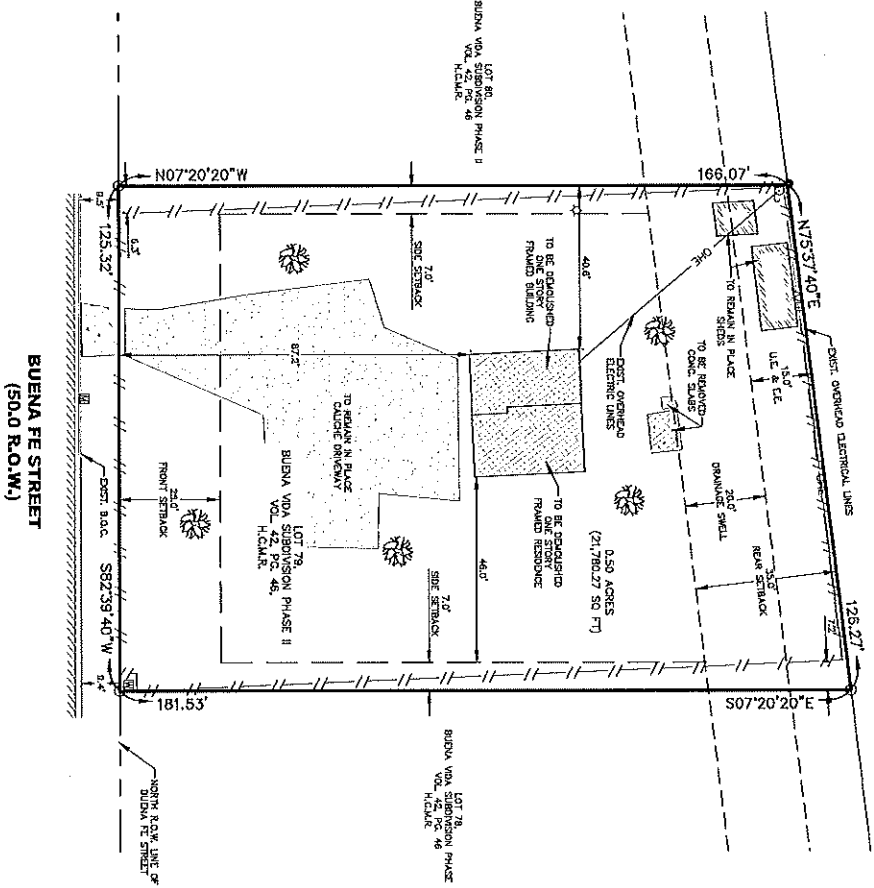 LOT 80,
BUENA VIDA SUBDIVISION PHASE II
VOL. 42, PG. 46
H.C.M.R.
N07°20'20"W
166.07'
N75°37'40"E
EXIST. OVERHEAD ELECTRICAL LINES
126.27'
S07°20'20"E
OHE
TO REMAIN IN PLACE
SHEDS
15.0'
U.E. & E.E.
TO BE REMOVED
CONC. SLABS
20.0'
DRAINAGE SWELL
35.0'
REAR SETBACK
EXIST. OVERHEAD
ELECTRIC LINES
40.6'
TO BE DEMOLISHED
ONE STORY
FRAMED BUILDING
TO BE DEMOLISHED
ONE STORY
FRAMED RESIDENCE
0.50 ACRES
(21,780.27 SQ FT)
7.0'
SIDE SETBACK
87.2'
TO REMAIN IN PLACE
CALICHE DRIVEWAY
46.0'
7.0'
SIDE SETBACK
LOT 79,
BUENA VIDA SUBDIVISION PHASE II
VOL. 42, PG. 46,
H.C.M.R.
25.0'
FRONT SETBACK
6.3'
125.32'
S82°39'40"W
181.53'
LOT 78,
BUENA VIDA SUBDIVISION PHASE
VOL. 42, PG. 46
H.C.M.R.
EXIST. B.O.C.
NORTH R.O.W. LINE OF
BUENA FE STREET
BUENA FE STREET
(50.0 R.O.W.)